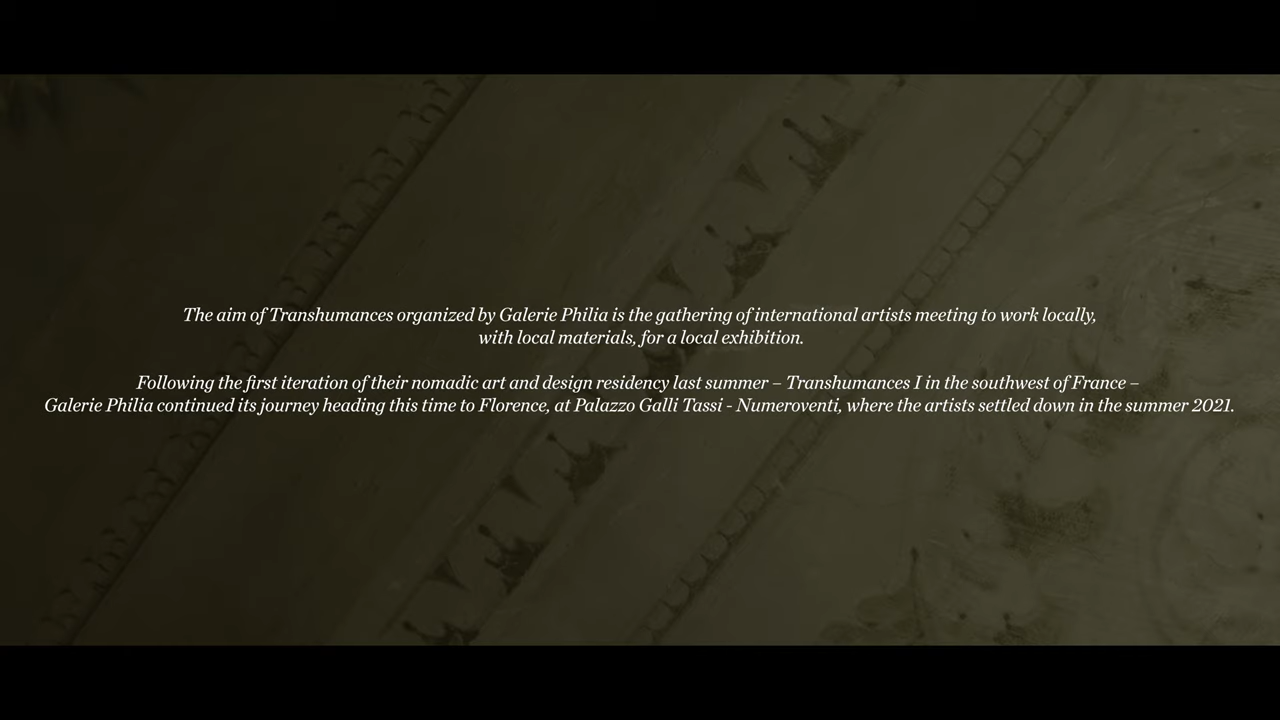 The aim of Transhumances organized by Galerie Philia is the gathering of international artists meeting to work locally,
with local materials, for a local exhibition.
Following the first iteration of their nomadic art and design residency last summer – Transhumances I in the southwest of France –
Galerie Philia continued its journey heading this time to Florence, at Palazzo Galli Tassi - Numeroventi, where the artists settled down in the summer 2021.